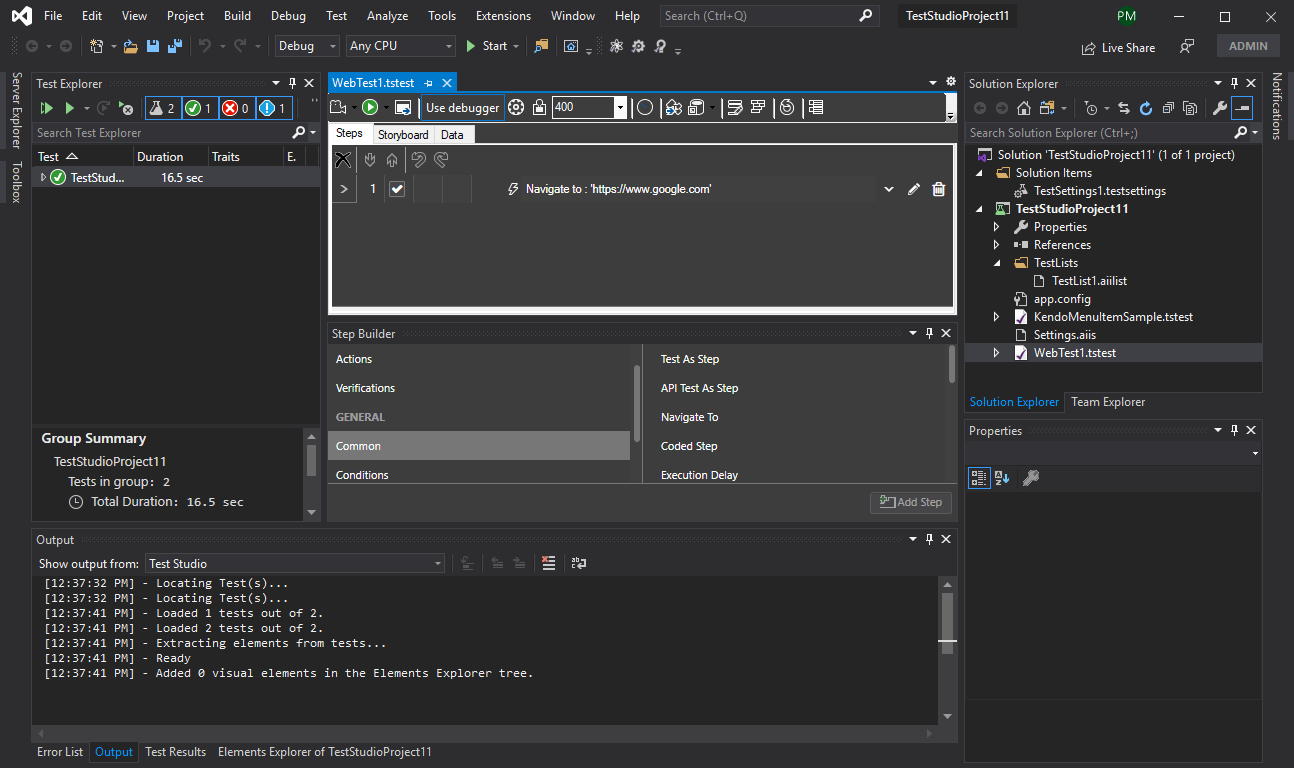 File Edit View Project Build Debug Test Analyze Tools Extensions Window Help Search (Ctrl+Q) TestStudioProject11 PM
Debug Any CPU Start Live Share ADMIN
Server Explorer
Toolbox
Test Explorer
2 1 0 1
Search Test Explorer
Test Duration Traits E.
TestStud... 16.5 sec
Group Summary
TestStudioProject11
Tests in group: 2
Total Duration: 16.5 sec
WebTest1.tstest
Use debugger 400
Steps Storyboard Data
1 Navigate to : 'https://www.google.com'
Step Builder
Actions
Verifications
GENERAL
Common
Conditions
Test As Step
API Test As Step
Navigate To
Coded Step
Execution Delay
Add Step
Output
Show output from: Test Studio
[12:37:32 PM] - Locating Test(s)...
[12:37:32 PM] - Locating Test(s)...
[12:37:41 PM] - Loaded 1 tests out of 2.
[12:37:41 PM] - Loaded 2 tests out of 2.
[12:37:41 PM] - Extracting elements from tests...
[12:37:41 PM] - Ready
[12:37:41 PM] - Added 0 visual elements in the Elements Explorer tree.
Error List Output Test Results Elements Explorer of TestStudioProject11
Solution Explorer
Search Solution Explorer (Ctrl+;)
Solution 'TestStudioProject11' (1 of 1 project)
Solution Items
TestSettings1.testsettings
TestStudioProject11
Properties
References
TestLists
TestList1.aiilist
app.config
KendoMenuItemSample.tstest
Settings.aiis
WebTest1.tstest
Solution Explorer Team Explorer
Properties
Notifications